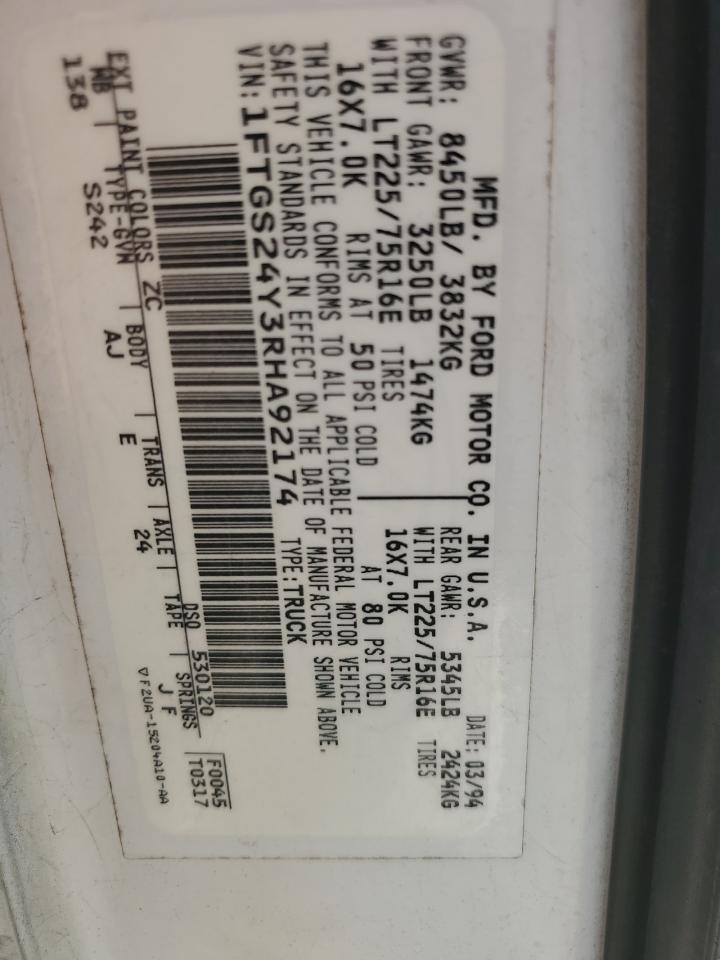 MFD. BY FORD MOTOR CO. IN U.S.A.
DATE: 03/94
GVWR: 8450LB/ 3832KG
FRONT GAWR: 3250LB 1474KG
WITH LT225/75R16E TIRES
16X7.0K RIMS AT 50 PSI COLD
REAR GAWR: 5345LB 2424KG
WITH LT225/75R16E TIRES
16X7.0K RIMS
AT 80 PSI COLD
THIS VEHICLE CONFORMS TO ALL APPLICABLE FEDERAL MOTOR VEHICLE
SAFETY STANDARDS IN EFFECT ON THE DATE OF MANUFACTURE SHOWN ABOVE.
VIN: 1FTGS24Y3RHA92174 TYPE: TRUCK
F0045
T0317
EXT PAINT COLORS ZC DSO 530120
WB | TYPE-GVW | BODY | TRANS | AXLE | TAPE | SPRINGS
138 S242 AJ E 24 J F
▽ F2UA-15204A10-AA